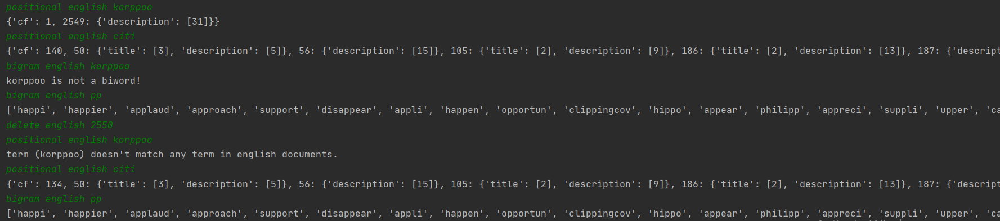 positional english korppoo
{'cf': 1, 2549: {'description': [31]}}
positional english citi
{'cf': 140, 50: {'title': [3], 'description': [5]}, 56: {'description': [15]}, 105: {'title': [2], 'description': [9]}, 186: {'title': [2], 'description': [13]}, 187: {'descript
bigram english korppoo
korppoo is not a biword!
bigram english pp
['happi', 'happier', 'applaud', 'approach', 'support', 'disappear', 'appli', 'happen', 'opportun', 'clippingcov', 'hippo', 'appear', 'philipp', 'appreci', 'suppli', 'upper', 'ca
delete english 2550
positional english korppoo
term (korppoo) doesn't match any term in english documents.
positional english citi
{'cf': 134, 50: {'title': [3], 'description': [5]}, 56: {'description': [15]}, 105: {'title': [2], 'description': [9]}, 186: {'title': [2], 'description': [13]}, 187: {'descript
bigram english pp
['happi', 'happier', 'applaud', 'approach', 'support', 'disappear', 'appli', 'happen', 'opportun', 'clippingcov', 'hippo', 'appear', 'philipp', 'appreci', 'suppli', 'upper', 'ca